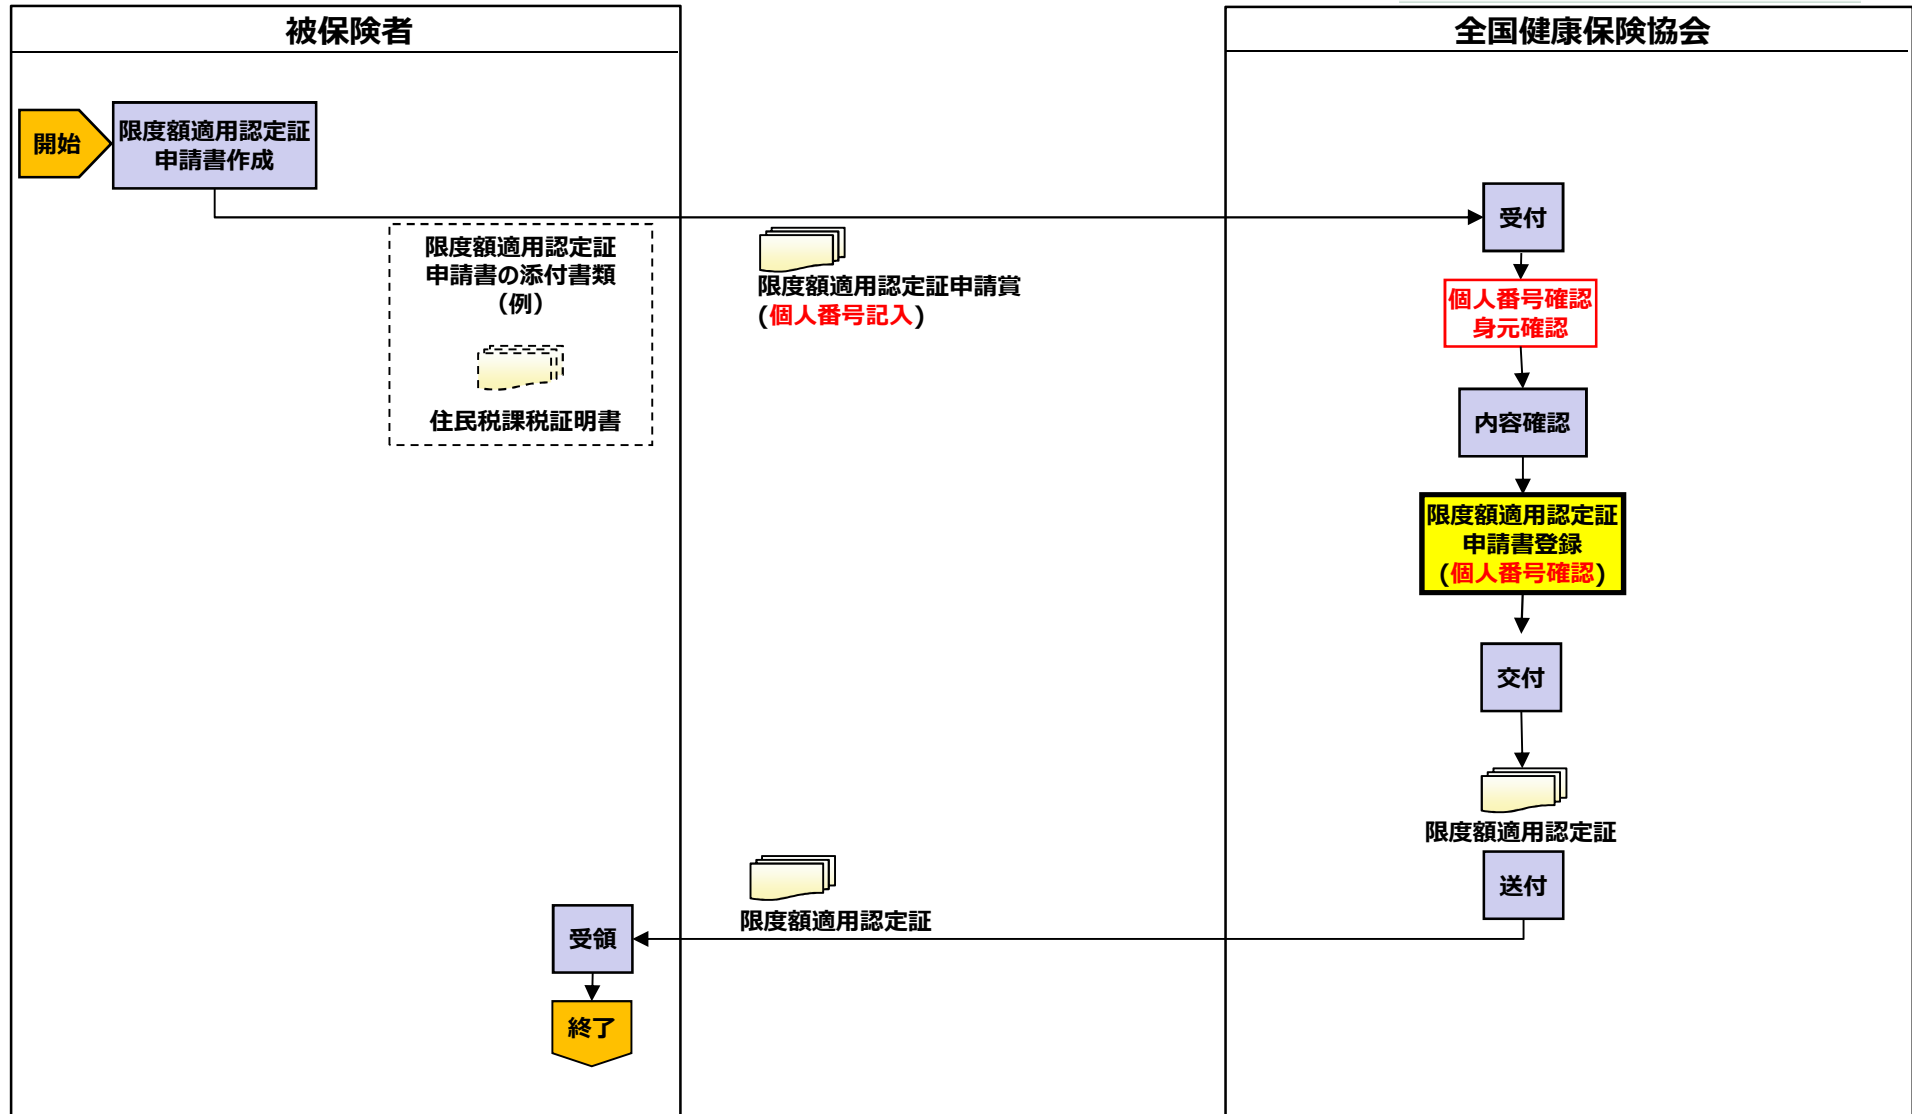 被保険者
全国健康保険協会
開始
限度額適用認定証
申請書作成
受付
限度額適用認定証
申請書の添付書類
（例）
住民税課税証明書
限度額適用認定証申請賞
(個人番号記入)
個人番号確認
身元確認
内容確認
限度額適用認定証
申請書登録
(個人番号確認)
交付
限度額適用認定証
送付
限度額適用認定証
受領
終了